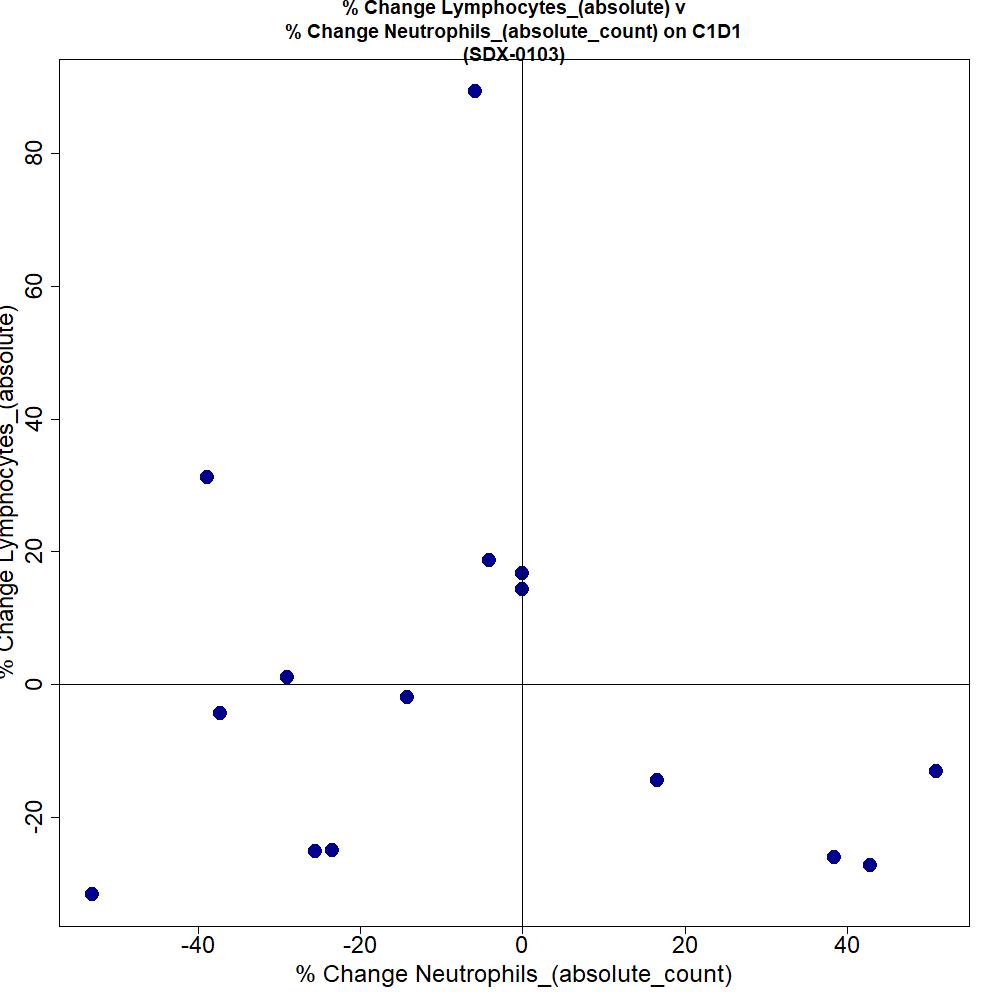 % Change Lymphocytes_(absolute) v
% Change Neutrophils_(absolute_count) on C1D1
(SDX-0103)
% Change Lymphocytes_(absolute)
80
60
40
20
0
-20
-40
-20
0
20
40
% Change Neutrophils_(absolute_count)